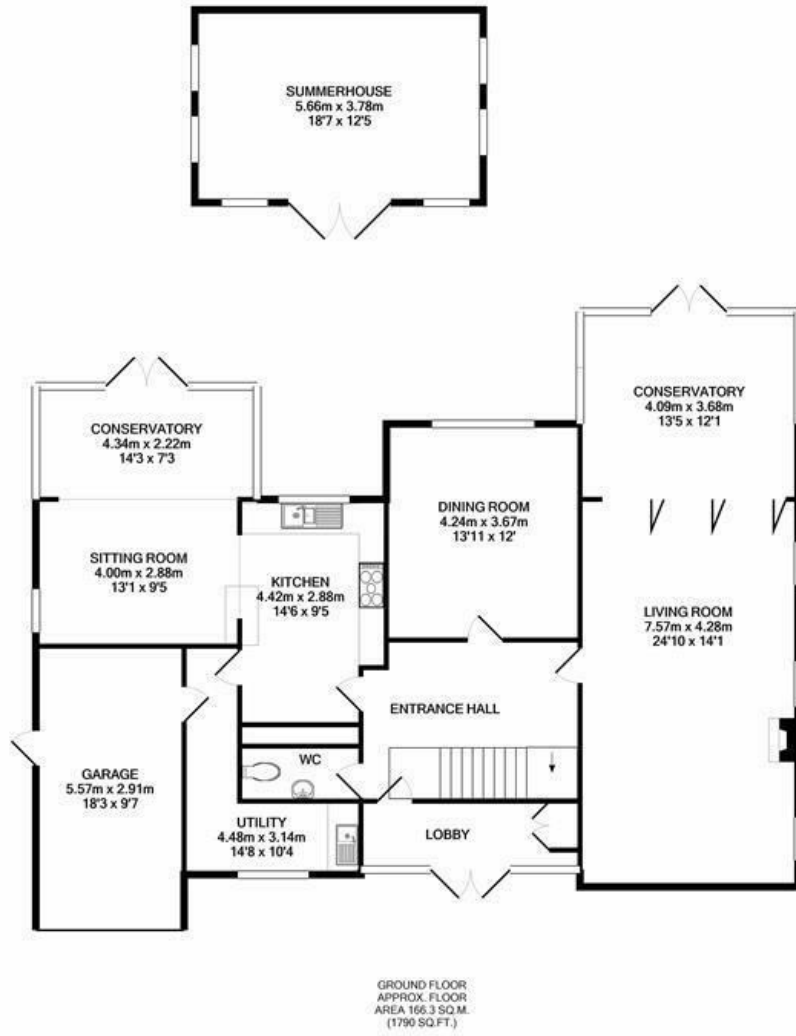 SUMMERHOUSE
5.66m x 3.78m
18'7 x 12'5
CONSERVATORY
4.34m x 2.22m
14'3 x 7'3
CONSERVATORY
4.09m x 3.68m
13'5 x 12'1
DINING ROOM
4.24m x 3.67m
13'11 x 12'
SITTING ROOM
4.00m x 2.88m
13'1 x 9'5
KITCHEN
4.42m x 2.88m
14'6 x 9'5
LIVING ROOM
7.57m x 4.28m
24'10 x 14'1
ENTRANCE HALL
GARAGE
5.57m x 2.91m
18'3 x 9'7
WC
UTILITY
4.48m x 3.14m
14'8 x 10'4
LOBBY
GROUND FLOOR
APPROX. FLOOR
AREA 166.3 SQ.M.
(1790 SQ.FT.)